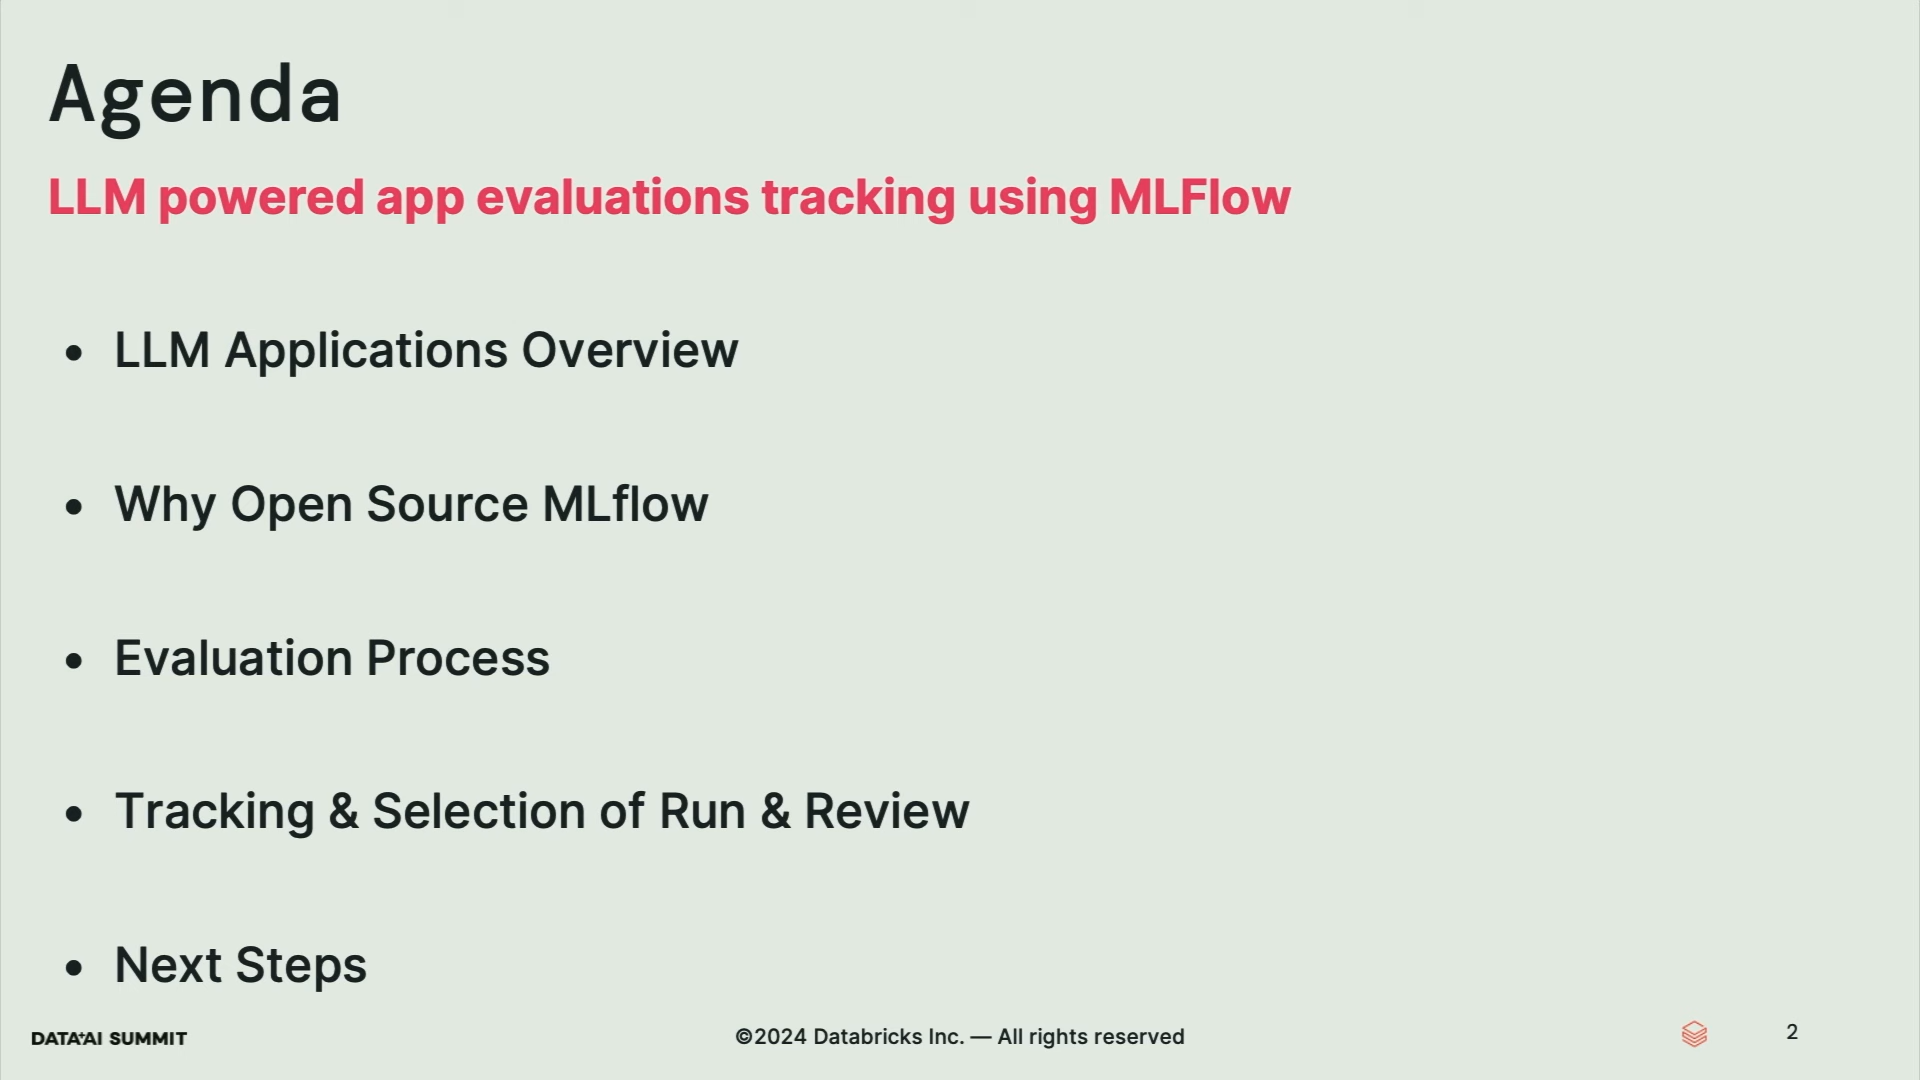 Agenda
LLM powered app evaluations tracking using MLFlow
• LLM Applications Overview
• Why Open Source MLflow
• Evaluation Process
• Tracking & Selection of Run & Review
• Next Steps
DATA+AI SUMMIT
©2024 Databricks Inc. — All rights reserved
2